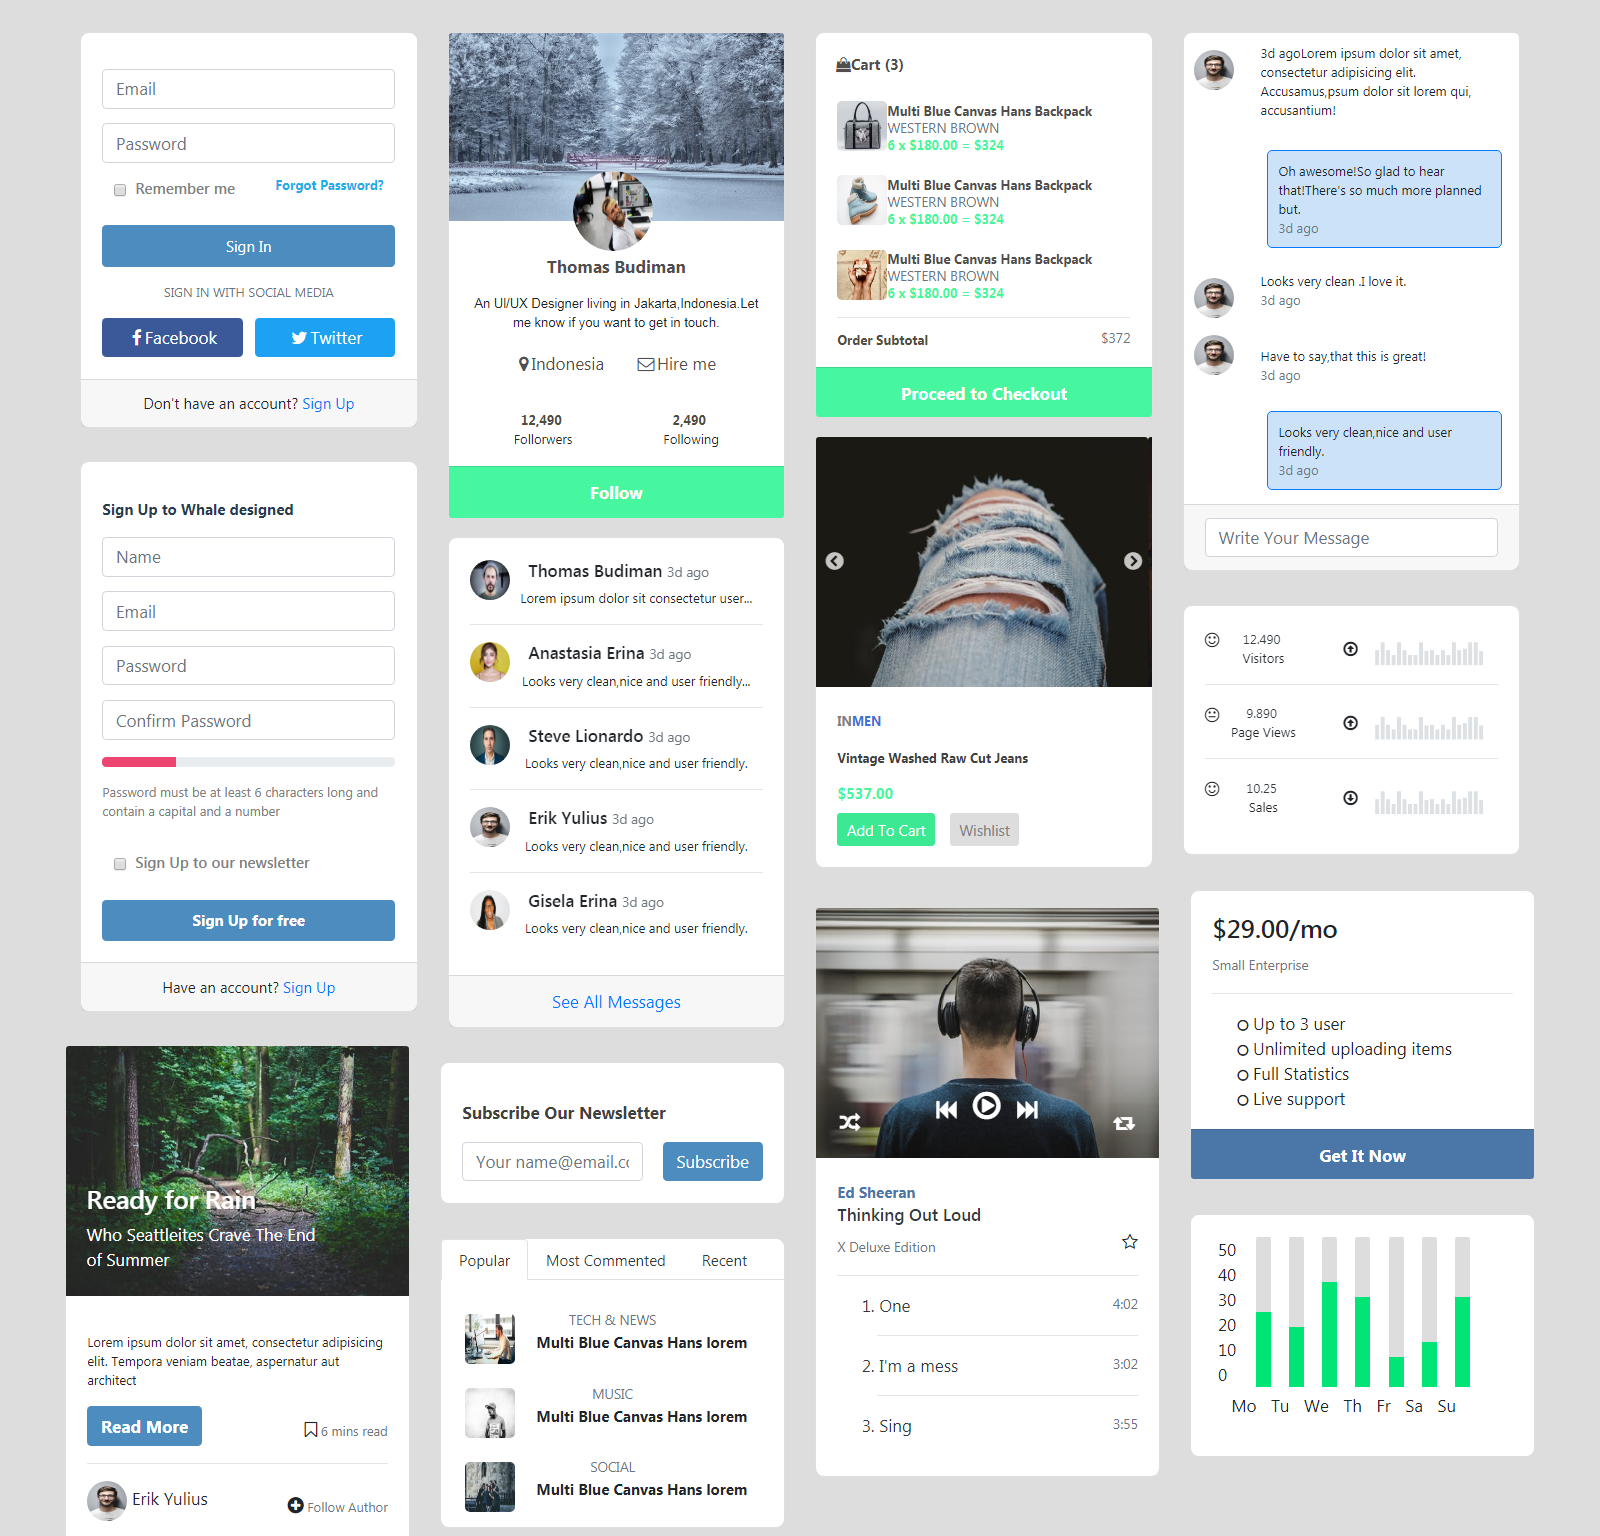 Email
Password
Remember me
Forgot Password?
Sign In
SIGN IN WITH SOCIAL MEDIA
Facebook
Twitter
Don't have an account? Sign Up
Sign Up to Whale designed
Name
Email
Password
Confirm Password
Password must be at least 6 characters long and
contain a capital and a number
Sign Up to our newsletter
Sign Up for free
Have an account? Sign Up
Ready for Rain
Who Seattleites Crave The End
of Summer
Lorem ipsum dolor sit amet, consectetur adipisicing
elit. Tempora veniam beatae, aspernatur aut
architect
Read More
6 mins read
Erik Yulius
Follow Author
Thomas Budiman
An UI/UX Designer living in Jakarta,Indonesia.Let
me know if you want to get in touch.
Indonesia
Hire me
12,490
Follorwers
2,490
Following
Follow
Thomas Budiman 3d ago
Lorem ipsum dolor sit consectetur user...
Anastasia Erina 3d ago
Looks very clean,nice and user friendly...
Steve Lionardo 3d ago
Looks very clean,nice and user friendly.
Erik Yulius 3d ago
Looks very clean,nice and user friendly.
Gisela Erina 3d ago
Looks very clean,nice and user friendly.
See All Messages
Subscribe Our Newsletter
Your name@email.co
Subscribe
Popular
Most Commented
Recent
TECH & NEWS
Multi Blue Canvas Hans lorem
MUSIC
Multi Blue Canvas Hans lorem
SOCIAL
Multi Blue Canvas Hans lorem
Cart (3)
Multi Blue Canvas Hans Backpack
WESTERN BROWN
6 x $180.00 = $324
Multi Blue Canvas Hans Backpack
WESTERN BROWN
6 x $180.00 = $324
Multi Blue Canvas Hans Backpack
WESTERN BROWN
6 x $180.00 = $324
Order Subtotal
$372
Proceed to Checkout
INMEN
Vintage Washed Raw Cut Jeans
$537.00
Add To Cart
Wishlist
Ed Sheeran
Thinking Out Loud
X Deluxe Edition
1. One
4:02
2. I'm a mess
3:02
3. Sing
3:55
3d agoLorem ipsum dolor sit amet,
consectetur adipisicing elit.
Accusamus,psum dolor sit lorem qui,
accusantium!
Oh awesome!So glad to hear
that!There's so much more planned
but.
3d ago
Looks very clean .I love it.
3d ago
Have to say,that this is great!
3d ago
Looks very clean,nice and user
friendly.
3d ago
Write Your Message
12.490
Visitors
9.890
Page Views
10.25
Sales
$29.00/mo
Small Enterprise
Up to 3 user
Unlimited uploading items
Full Statistics
Live support
Get It Now
50
40
30
20
10
0
Mo Tu We Th Fr Sa Su